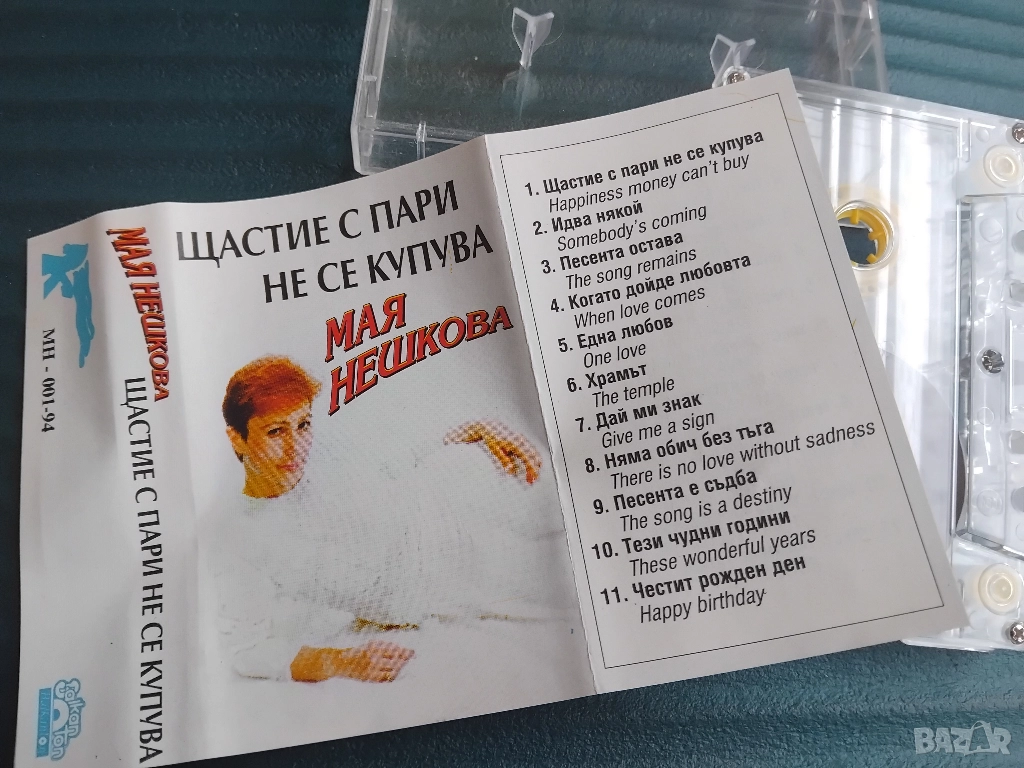 МН - 001-94
Balkan
Ton
МАЯ НЕШКОВА ЩАСТИЕ С ПАРИ НЕ СЕ КУПУВА
ЩАСТИЕ С ПАРИ
НЕ СЕ КУПУВА
МАЯ
НЕШКОВА
1. Щастие с пари не се купува
Happiness money can't buy
2. Идва някой
Somebody's coming
3. Песента остава
The song remains
4. Когато дойде любовта
When love comes
5. Една любов
One love
6. Храмът
The temple
7. Дай ми знак
Give me a sign
8. Няма обич без тъга
There is no love without sadness
9. Песента е съдба
The song is a destiny
10. Тези чудни години
These wonderful years
11. Честит рожден ден
Happy birthday
BAZAR